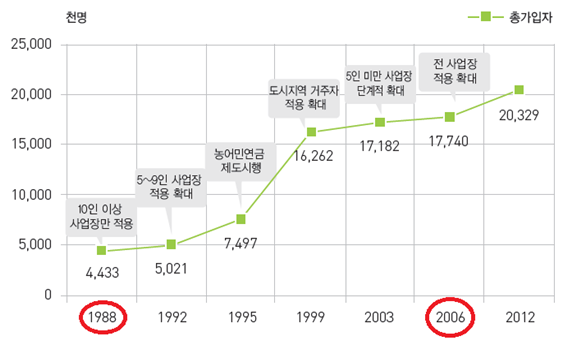 천명
총가입자
25,000
20,000
15,000
10,000
5,000
0
10인 이상
사업장만 적용
5~9인 사업장
적용 확대
농어민연금
제도시행
도시지역 거주자
적용 확대
5인 미만 사업장
단계적 확대
전 사업장
적용 확대
4,433
5,021
7,497
16,262
17,182
17,740
20,329
1988
1992
1995
1999
2003
2006
2012